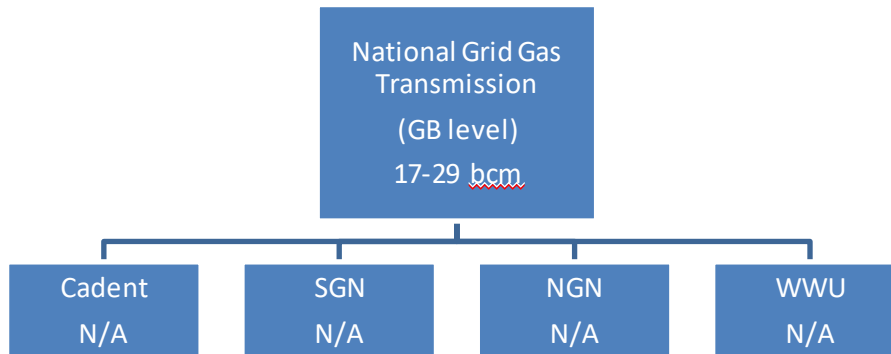 National Grid Gas
Transmission
(GB level)
17-29 bcm
Cadent
N/A
SGN
N/A
NGN
N/A
WWU
N/A